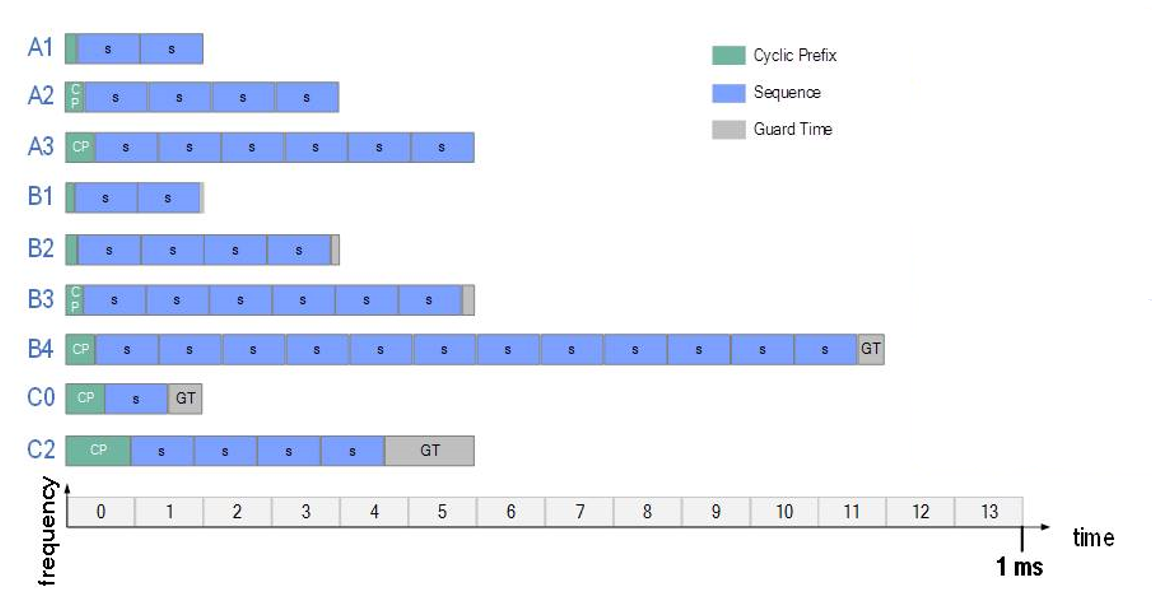 A1 s s
Cyclic Prefix
A2 CP s s s s
Sequence
Guard Time
A3 CP s s s s s s
B1 s s
B2 s s s s
B3 CP s s s s s s
B4 CP s s s s s s s s s s s s GT
C0 CP s GT
C2 CP s s s s GT
frequency
0 1 2 3 4 5 6 7 8 9 10 11 12 13
time
1 ms